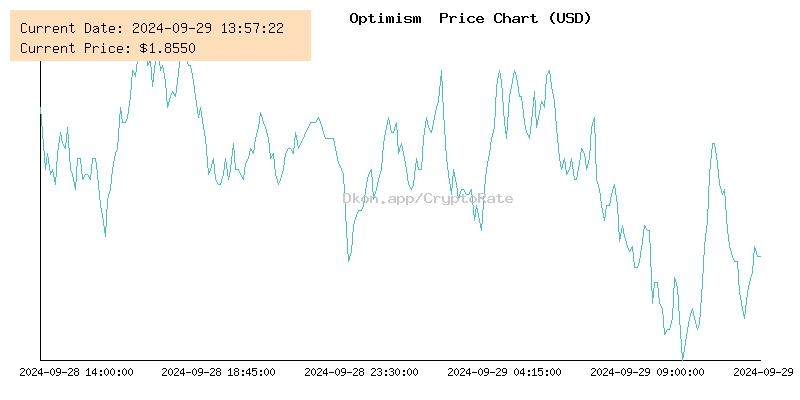 Optimism Price Chart (USD)
Current Date: 2024-09-29 13:57:22
Current Price: $1.8550
Okon.app/CryptoRate
2024-09-28 14:00:00 2024-09-28 18:45:00 2024-09-28 23:30:00 2024-09-29 04:15:00 2024-09-29 09:00:00 2024-09-29